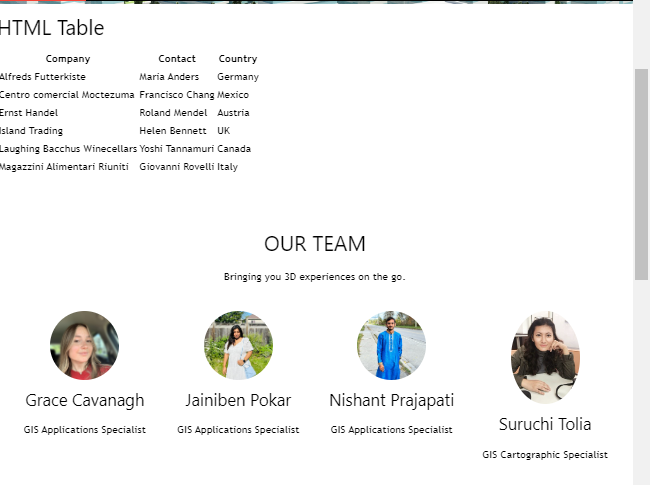 HTML Table
Company Contact Country
Alfreds Futterkiste Maria Anders Germany
Centro comercial Moctezuma Francisco Chang Mexico
Ernst Handel Roland Mendel Austria
Island Trading Helen Bennett UK
Laughing Bacchus Winecellars Yoshi Tannamuri Canada
Magazzini Alimentari Riuniti Giovanni Rovelli Italy
OUR TEAM
Bringing you 3D experiences on the go.
Grace Cavanagh Jainiben Pokar Nishant Prajapati
Suruchi Tolia
GIS Applications Specialist GIS Applications Specialist GIS Applications Specialist
GIS Cartographic Specialist